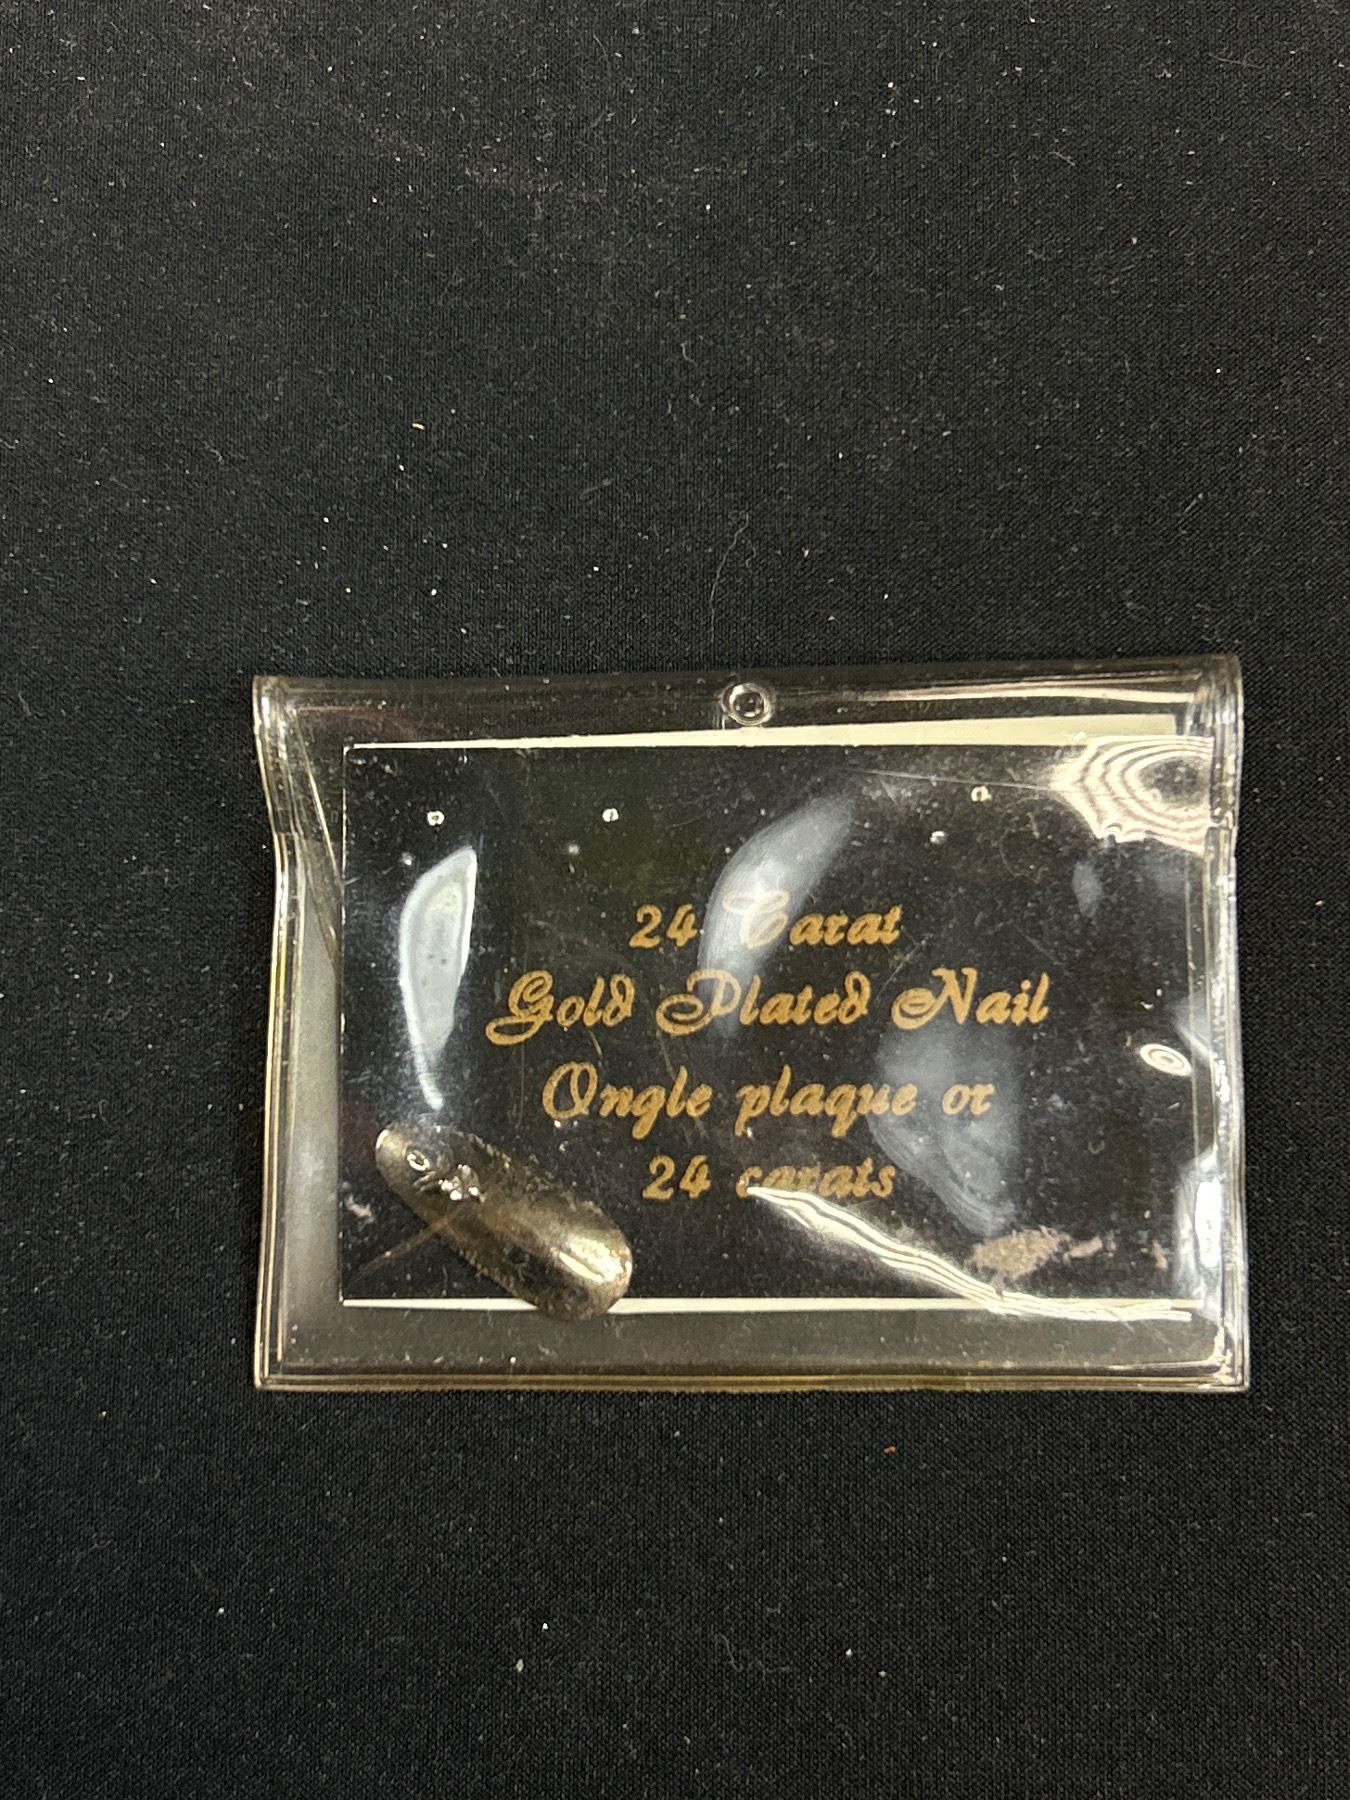 24 Carat
Gold Plated Nail
Ongle plaque or
24 carats